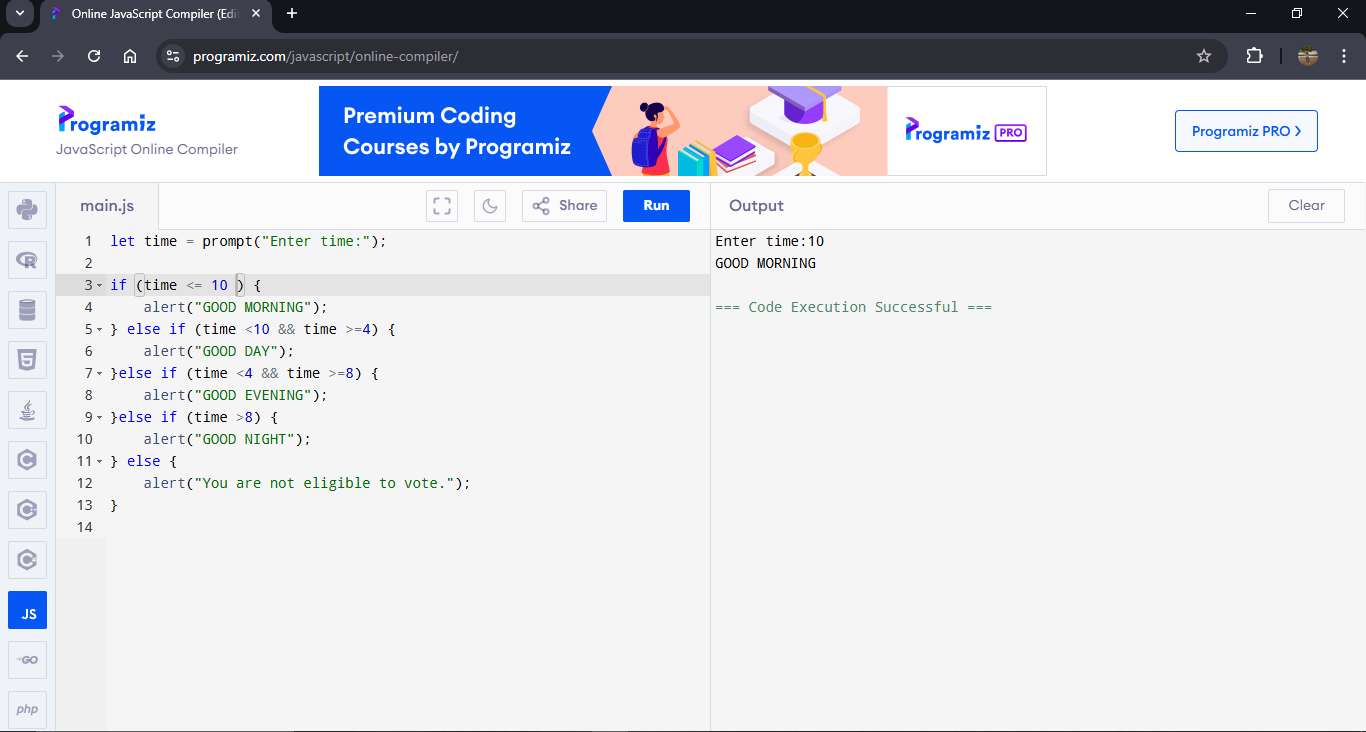 Online JavaScript Compiler (Edi
programiz.com/javascript/online-compiler/
Programiz
JavaScript Online Compiler
Premium Coding
Courses by Programiz
Programiz PRO
Programiz PRO >
main.js
Share
Run
Output
Clear
1 let time = prompt("Enter time:");
2
3 if (time <= 10 ) {
4 alert("GOOD MORNING");
5 } else if (time <10 && time >=4) {
6 alert("GOOD DAY");
7 }else if (time <4 && time >=8) {
8 alert("GOOD EVENING");
9 }else if (time >8) {
10 alert("GOOD NIGHT");
11 } else {
12 alert("You are not eligible to vote.");
13 }
14
Enter time:10
GOOD MORNING
=== Code Execution Successful ===
R
5
C
C
C
JS
GO
php